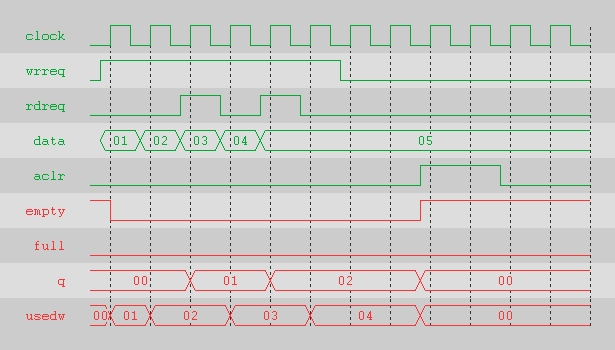 clock
wrreq
rdreq
data 01 02 03 04 05
aclr
empty
full
q 00 01 02 00
usedw 00 01 02 03 04 00